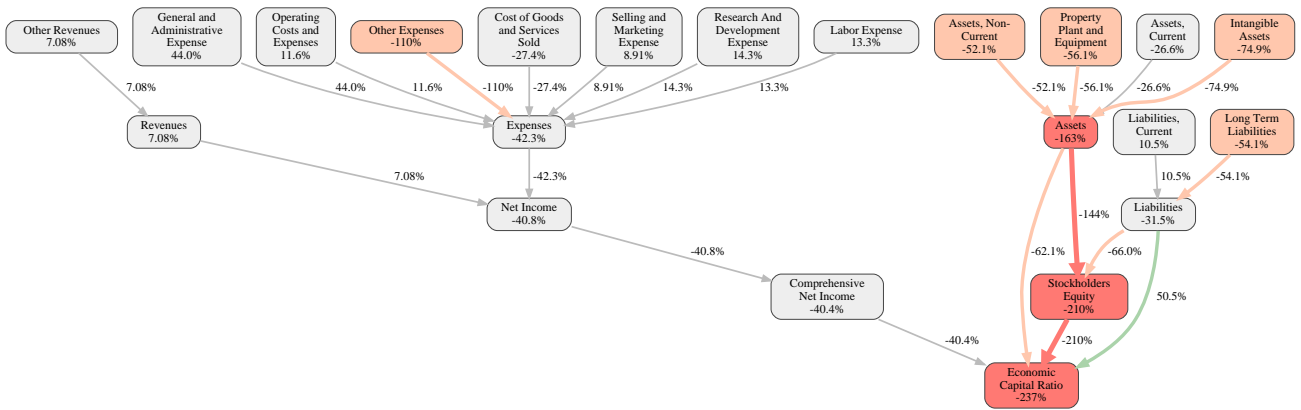 Other Revenues
7.08%
General and
Administrative
Expense
44.0%
Operating
Costs and
Expenses
11.6%
Other Expenses
-110%
Cost of Goods
and Services
Sold
-27.4%
Selling and
Marketing
Expense
8.91%
Research And
Development
Expense
14.3%
Labor Expense
13.3%
Assets, Non-
Current
-52.1%
Property
Plant and
Equipment
-56.1%
Assets,
Current
-26.6%
Intangible
Assets
-74.9%
7.08%
44.0%
11.6%
-110%
-27.4%
8.91%
14.3%
13.3%
-52.1%
-56.1%
-26.6%
-74.9%
Revenues
7.08%
Expenses
-42.3%
Assets
-163%
Liabilities,
Current
10.5%
Long Term
Liabilities
-54.1%
7.08%
-42.3%
10.5%
-54.1%
Net Income
-40.8%
Liabilities
-31.5%
-144%
-40.8%
-62.1%
-66.0%
50.5%
Comprehensive
Net Income
-40.4%
Stockholders
Equity
-210%
-40.4%
-210%
Economic
Capital Ratio
-237%